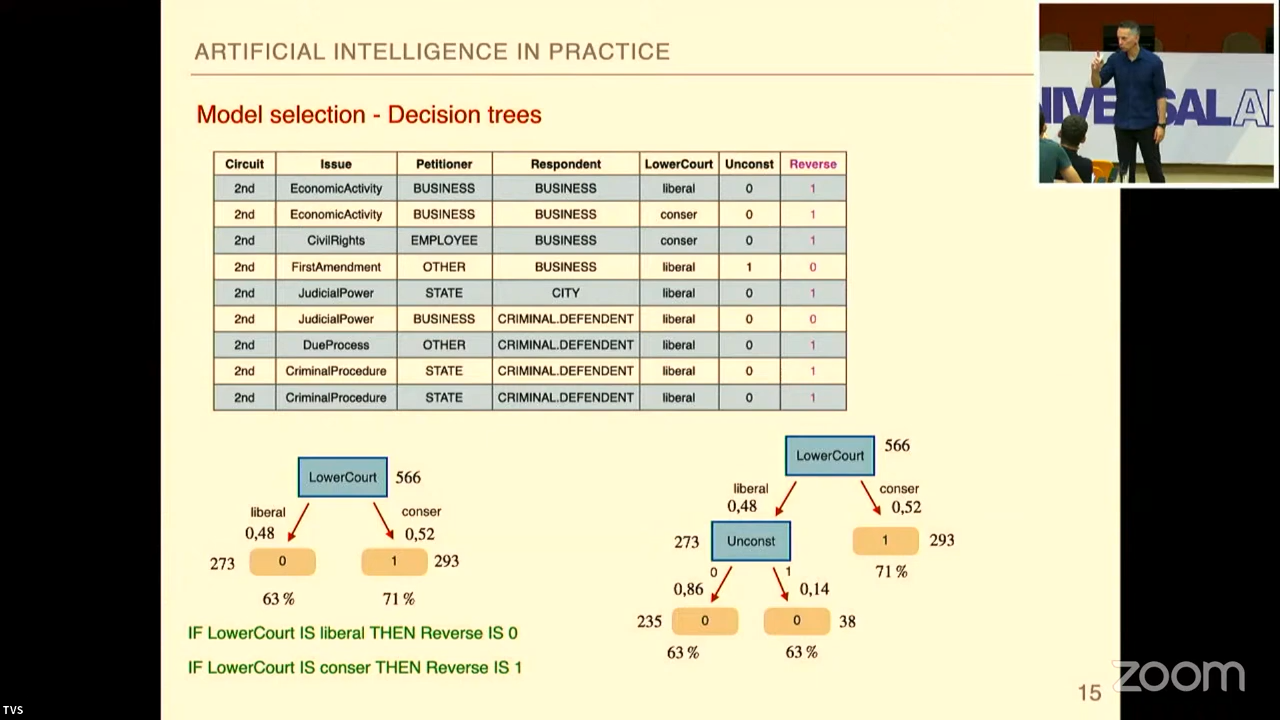 ARTIFICIAL INTELLIGENCE IN PRACTICE
Model selection - Decision trees
Circuit Issue Petitioner Respondent LowerCourt Unconst Reverse
2nd EconomicActivity BUSINESS BUSINESS liberal 0 1
2nd EconomicActivity BUSINESS BUSINESS conser 0 1
2nd CivilRights EMPLOYEE BUSINESS conser 0 1
2nd FirstAmendment OTHER BUSINESS liberal 1 0
2nd JudicialPower STATE CITY liberal 0 1
2nd JudicialPower BUSINESS CRIMINAL.DEFENDENT liberal 0 0
2nd DueProcess OTHER CRIMINAL.DEFENDENT liberal 0 1
2nd CriminalProcedure STATE CRIMINAL.DEFENDENT liberal 0 1
2nd CriminalProcedure STATE CRIMINAL.DEFENDENT liberal 0 1
LowerCourt 566
liberal conser
0,48 0,52
273 0 1 293
63 % 71 %
IF LowerCourt IS liberal THEN Reverse IS 0
IF LowerCourt IS conser THEN Reverse IS 1
LowerCourt 566
liberal conser
0,48 0,52
273 Unconst 1 293
71 %
0 1
0,86 0,14
235 0 0 38
63 % 63 %
15
zoom
TVS